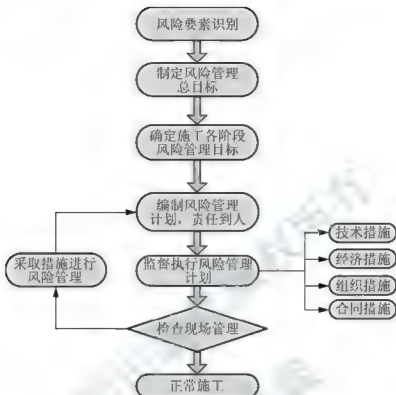 风险要素识别
制定风险管理
总目标
确定施工各阶段
风险管理目标
编制风险管理
计划，责任到人
采取措施进行
风险管理
监督执行风险管理
计划
技术措施
经济措施
组织措施
合同措施
检查现场管理
正常施工